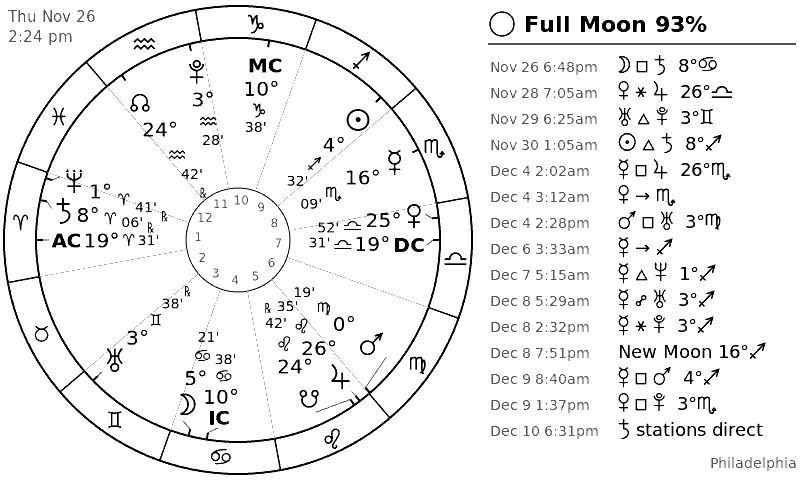 Thu Nov 26
2:24 pm
Full Moon 93%
Nov 26 6:48pm ☽ □ ♄ 8°♋
Nov 28 7:05am ♀ ⚹ ♃ 26°♎
Nov 29 6:25am ♅ △ ♇ 3°♊
Nov 30 1:05am ☉ △ ♄ 8°♐
Dec 4 2:02am ☿ □ ♃ 26°♏
Dec 4 3:12am ♀ → ♏
Dec 4 2:28pm ♂ □ ♅ 3°♍
Dec 6 3:33am ☿ → ♐
Dec 7 5:15am ☿ △ ♆ 1°♐
Dec 8 5:29am ☿ ☍ ♅ 3°♐
Dec 8 2:32pm ☿ ⚹ ♇ 3°♐
Dec 8 7:51pm New Moon 16°♐
Dec 9 8:40am ☿ □ ♂ 4°♐
Dec 9 1:37pm ♀ □ ♇ 3°♏
Dec 10 6:31pm ♄ stations direct
Philadelphia
♒
♑
♐
♏
♎
♍
♌
♋
♊
♉
♈
♓
MC
10°
♑
38'
♇
3°
♒
28'
☊
24°
♒
42'
℞
☉
4°
♐
32'
☿
16°
♏
09'
♀ 25° ♎ 52'
DC 19° ♎ 31'
♆ 1° ♈ 41' ℞
♄ 8° ♈ 06' ℞
AC 19° ♈ 31'
♅
3°
♊
38'
℞
☽
5°
♋
21'
IC
10°
♋
38'
♂
0°
♍
19'
♃
26°
♌
35'
☋
24°
♌
42'
℞
1
2
3
4
5
6
7
8
9
10
11
12